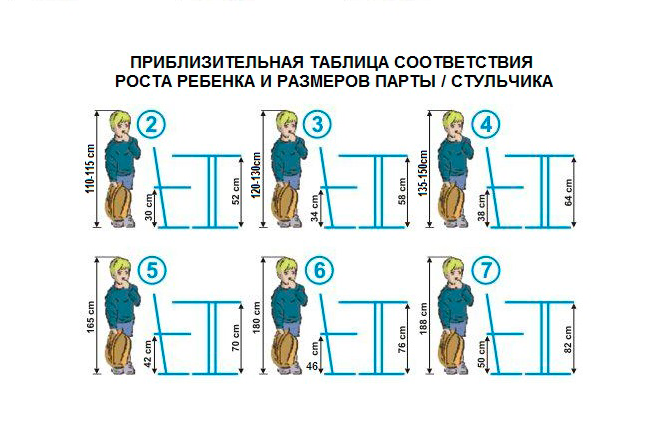 ПРИБЛИЗИТЕЛЬНАЯ ТАБЛИЦА СООТВЕТСТВИЯ
РОСТА РЕБЕНКА И РАЗМЕРОВ ПАРТЫ / СТУЛЬЧИКА
2
110-115 cm
30 cm
52 cm
3
120-130cm
34 cm
58 cm
4
135-150cm
38 cm
64 cm
5
165 cm
42 cm
70 cm
6
180 cm
46 cm
76 cm
7
188 cm
50 cm
82 cm